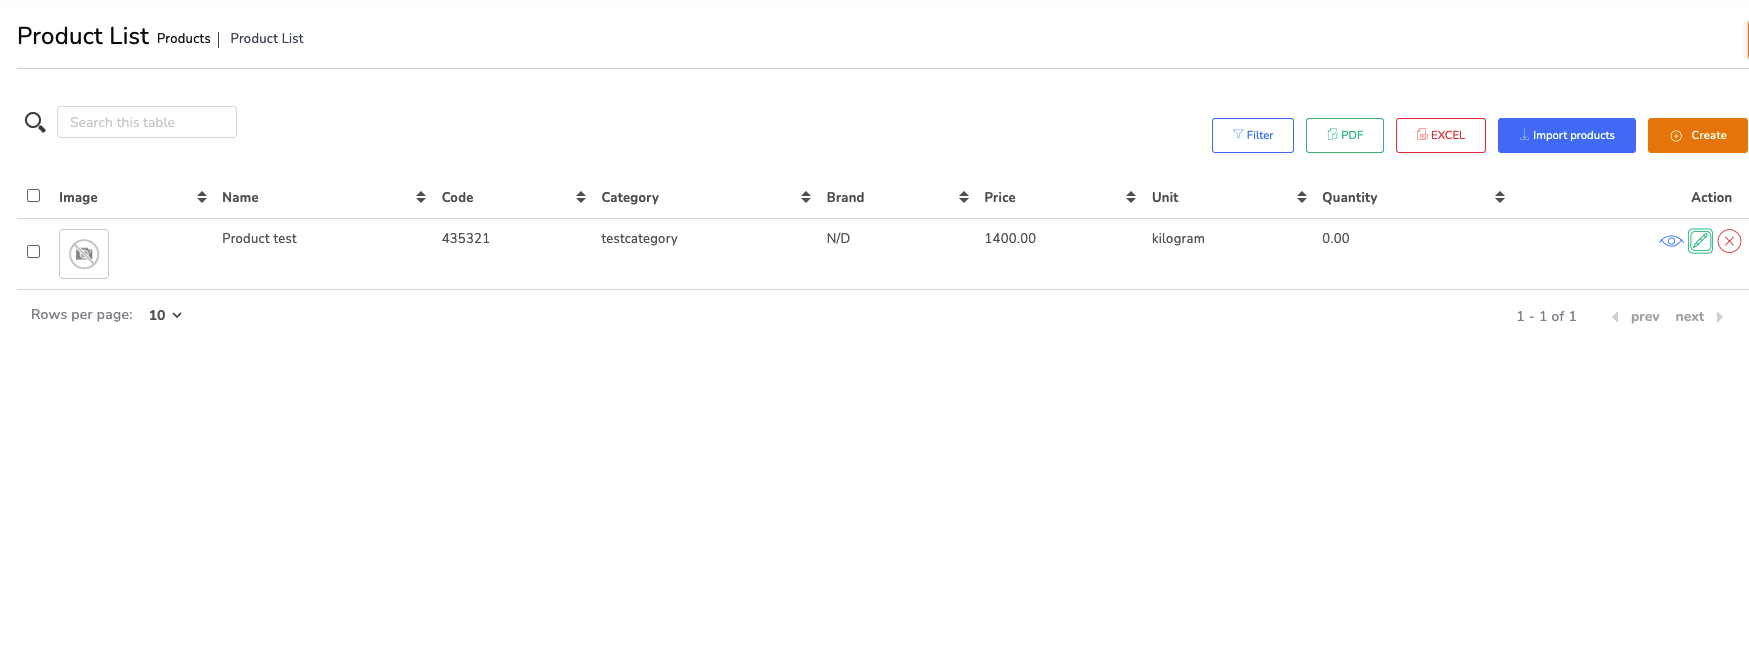 Product List Products | Product List
Search this table
Filter PDF EXCEL Import products Create
Image Name Code Category Brand Price Unit Quantity Action
Product test 435321 testcategory N/D 1400.00 kilogram 0.00
Rows per page: 10
1 - 1 of 1 prev next